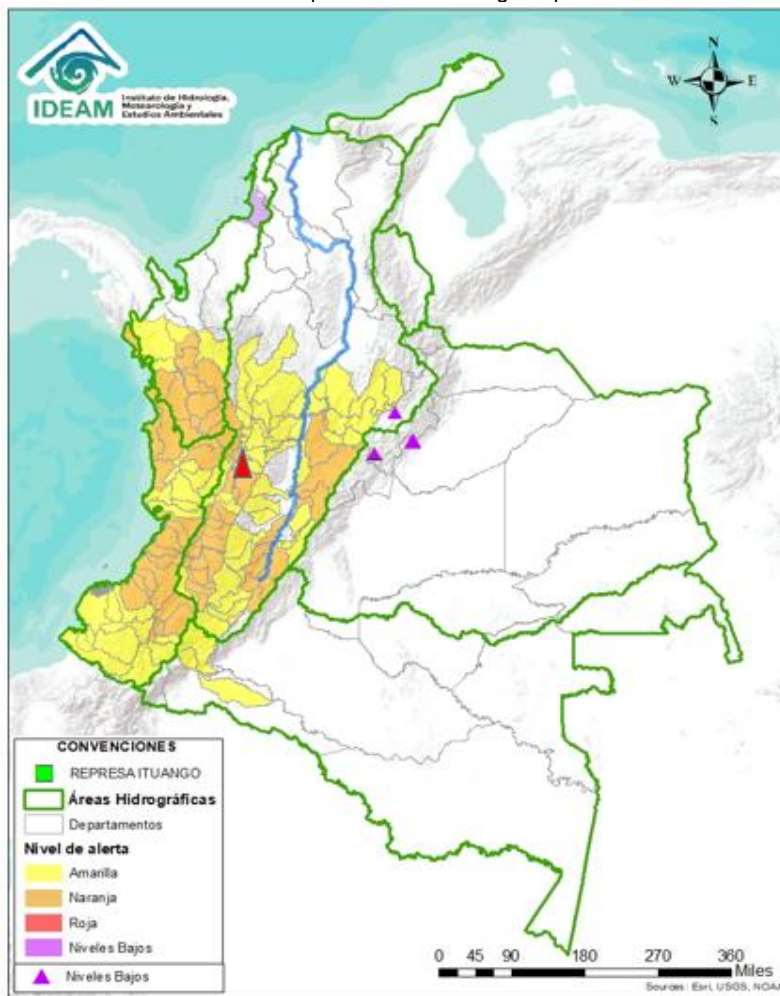 IDEAM
Instituto de Hidrología,
Meteorología y
Estudios Ambientales
N
W
E
S
CONVENCIONES
REPRESA ITUANGO
Áreas Hidrográficas
Departamentos
Nivel de alerta
Amarilla
Naranja
Roja
Niveles Bajos
Niveles Bajos
0 45 90 180 270 360
Miles
Sources: Esri, USGS, NOAA